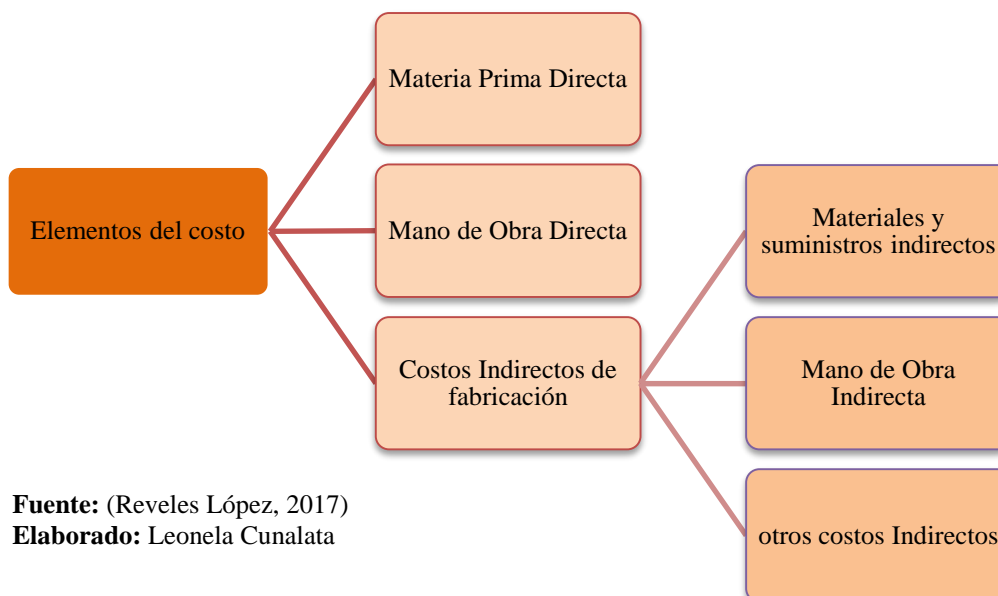 Elementos del costo
Materia Prima Directa
Mano de Obra Directa
Costos Indirectos de
fabricación
Materiales y
suministros indirectos
Mano de Obra
Indirecta
otros costos Indirectos
Fuente: (Reveles López, 2017)
Elaborado: Leonela Cunalata